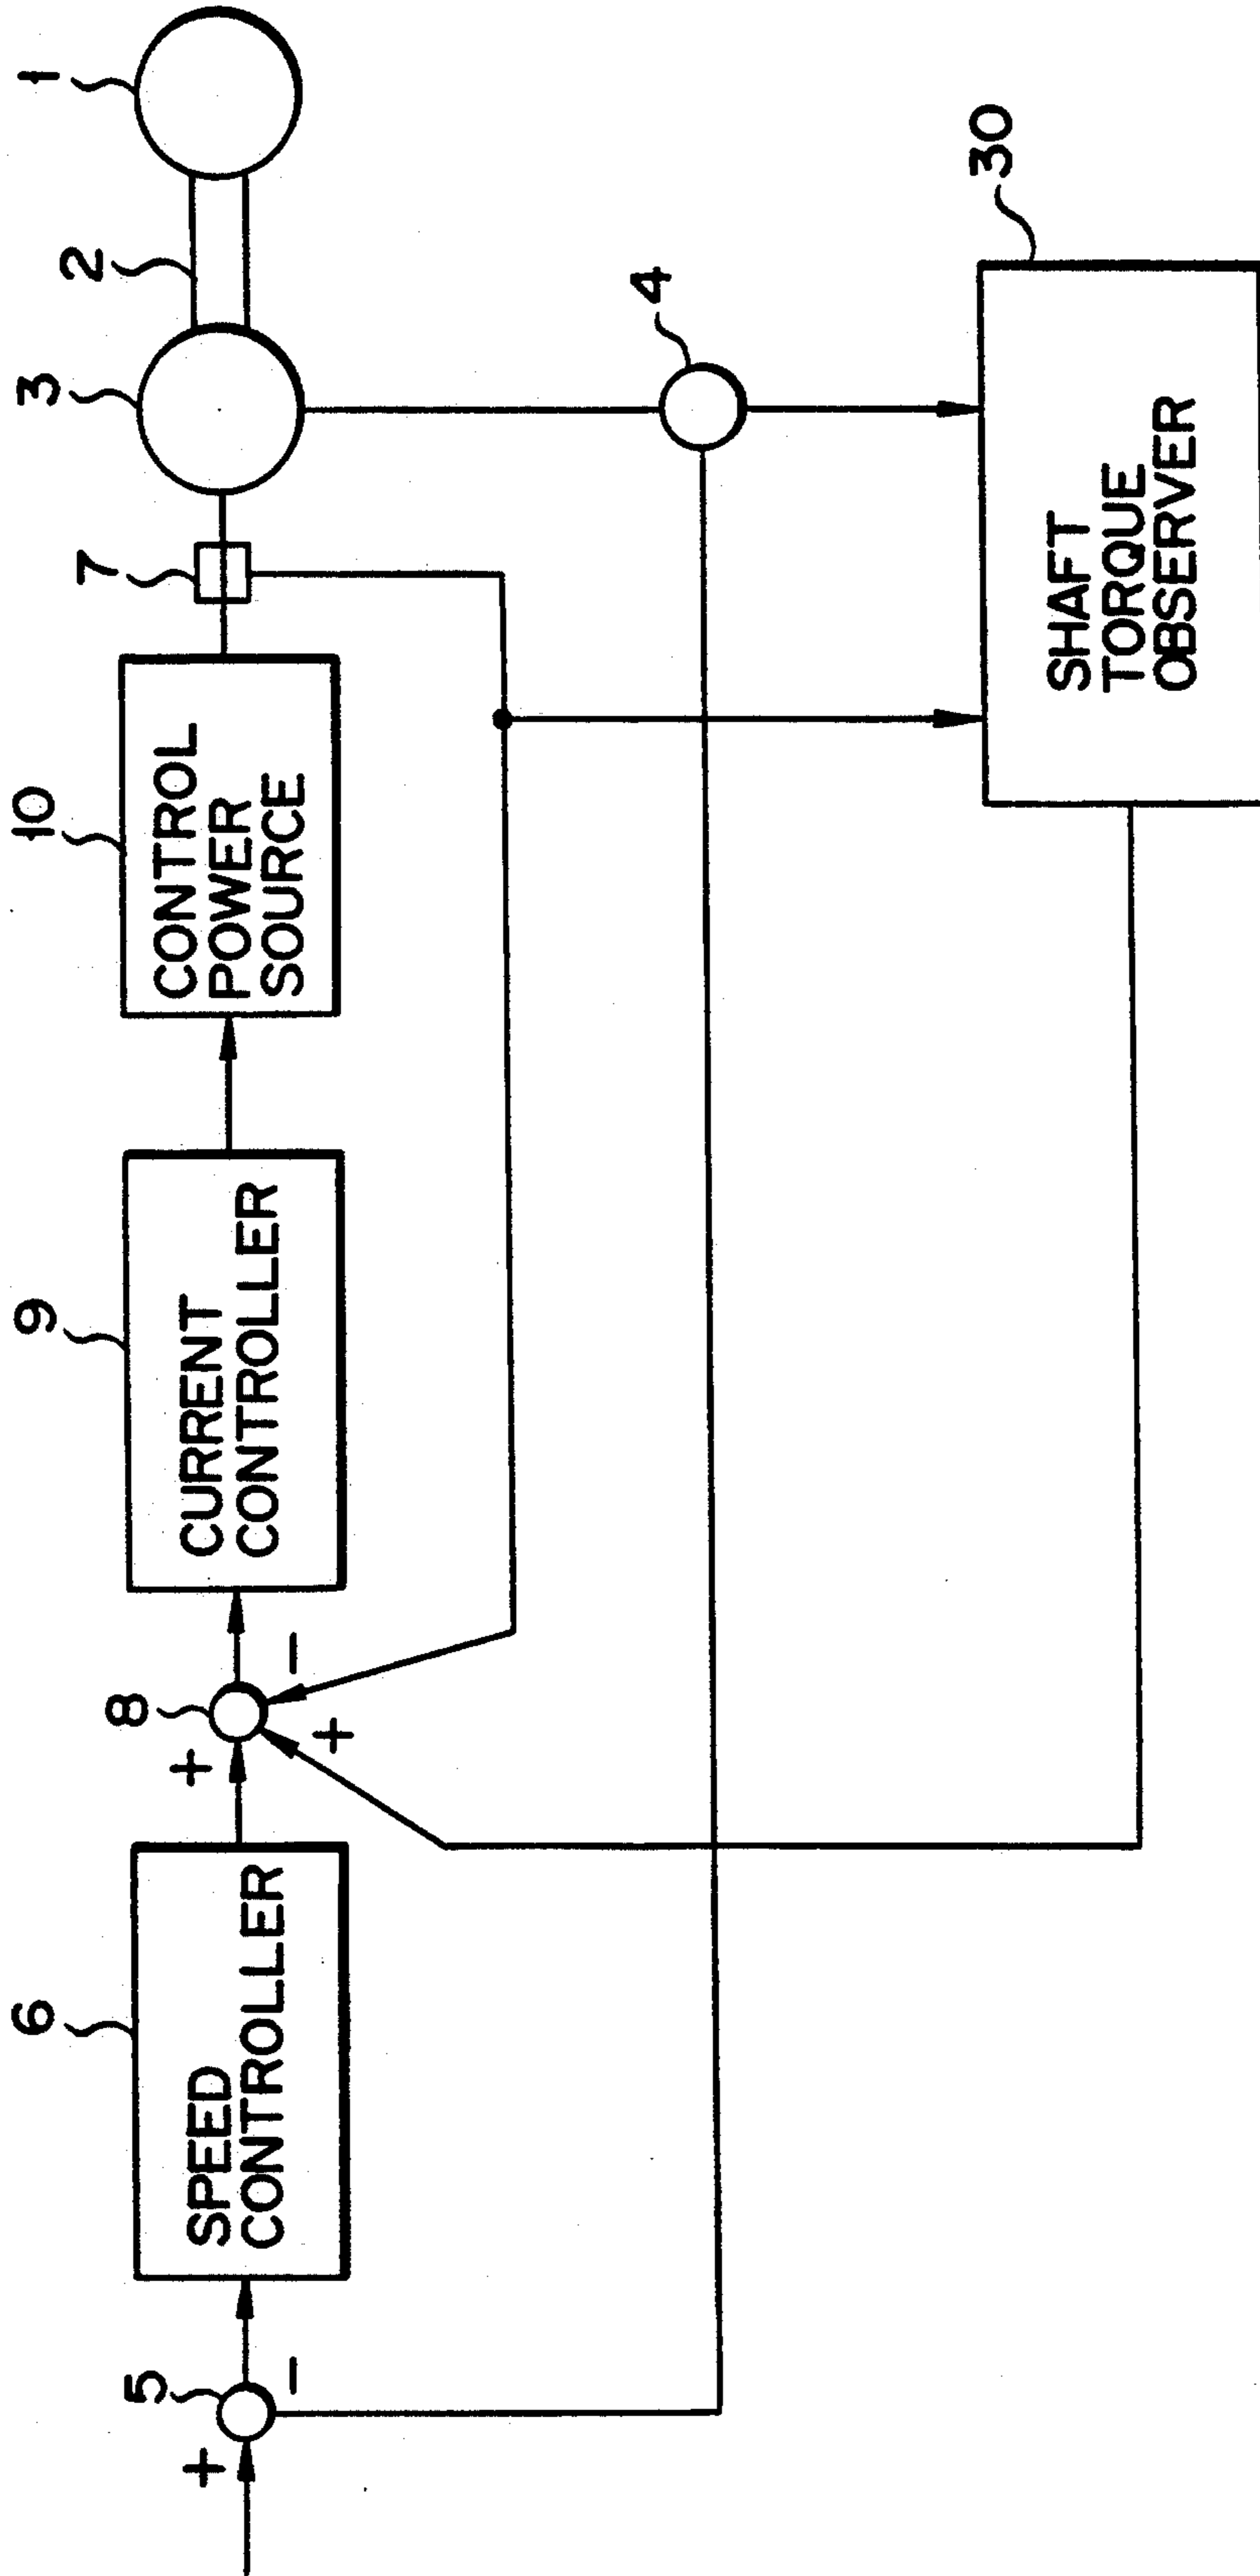 1
2
3
4
7
10
CONTROL
POWER
SOURCE
30
SHAFT
TORQUE
OBSERVER
9
CURRENT
CONTROLLER
8
+
−
+
6
SPEED
CONTROLLER
5
+
−